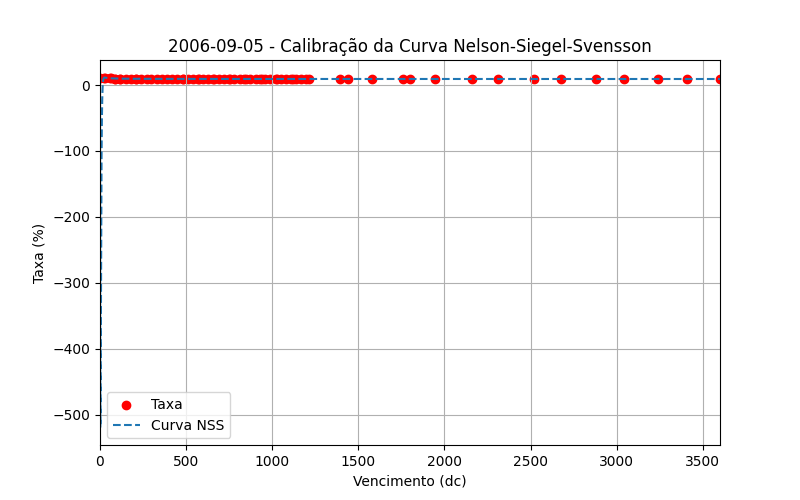 2006-09-05 - Calibração da Curva Nelson-Siegel-Svensson
Taxa (%)
0
−100
−200
−300
−400
−500
Taxa
Curva NSS
0 500 1000 1500 2000 2500 3000 3500
Vencimento (dc)